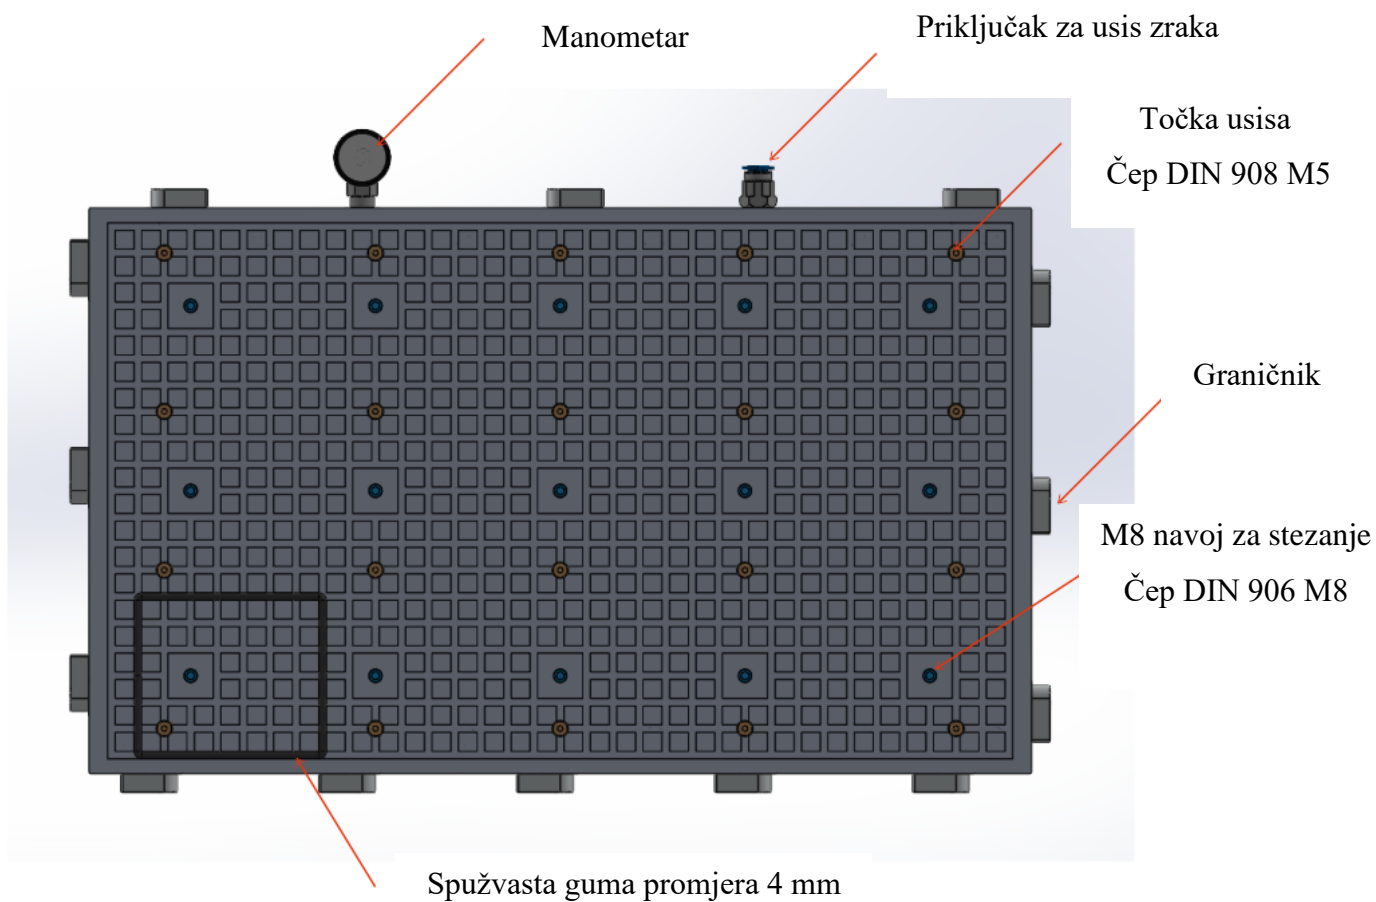 Manometar
Priključak za usis zraka
Točka usisa
Čep DIN 908 M5
Graničnik
M8 navoj za stezanje
Čep DIN 906 M8
Spužvasta guma promjera 4 mm